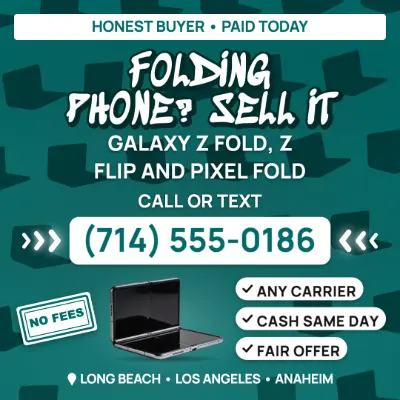 HONEST BUYER • PAID TODAY
FOLDING
PHONE? SELL IT
GALAXY Z FOLD, Z
FLIP AND PIXEL FOLD
CALL OR TEXT
(714) 555-0186
NO FEES
ANY CARRIER
CASH SAME DAY
FAIR OFFER
LONG BEACH • LOS ANGELES • ANAHEIM